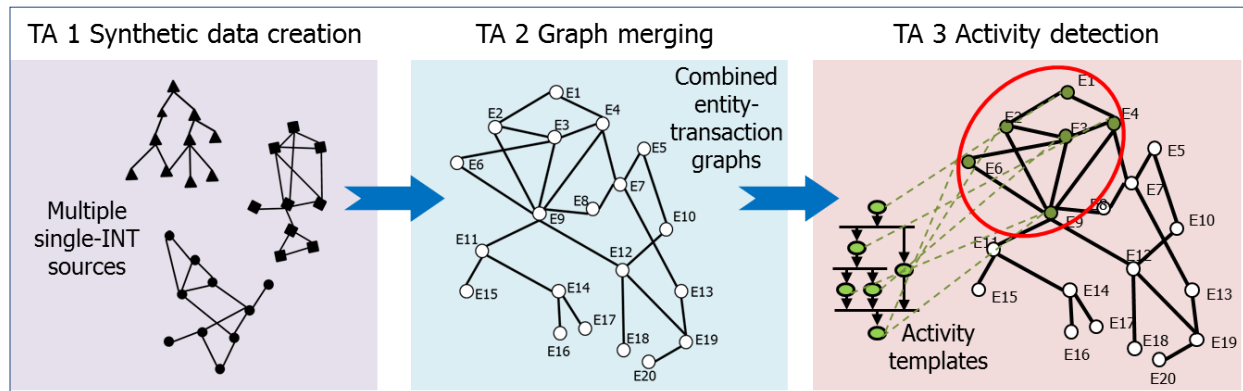 TA 1 Synthetic data creation
TA 2 Graph merging
TA 3 Activity detection
Multiple
single-INT
sources
Combined
entity-
transaction
graphs
E1
E2
E3
E4
E5
E6
E7
E8
E9
E10
E11
E12
E13
E14
E15
E16
E17
E18
E19
E20
E1
E2
E3
E4
E5
E6
E7
E8
E9
E10
E11
E12
E13
E14
E15
E16
E17
E18
E19
E20
Activity
templates